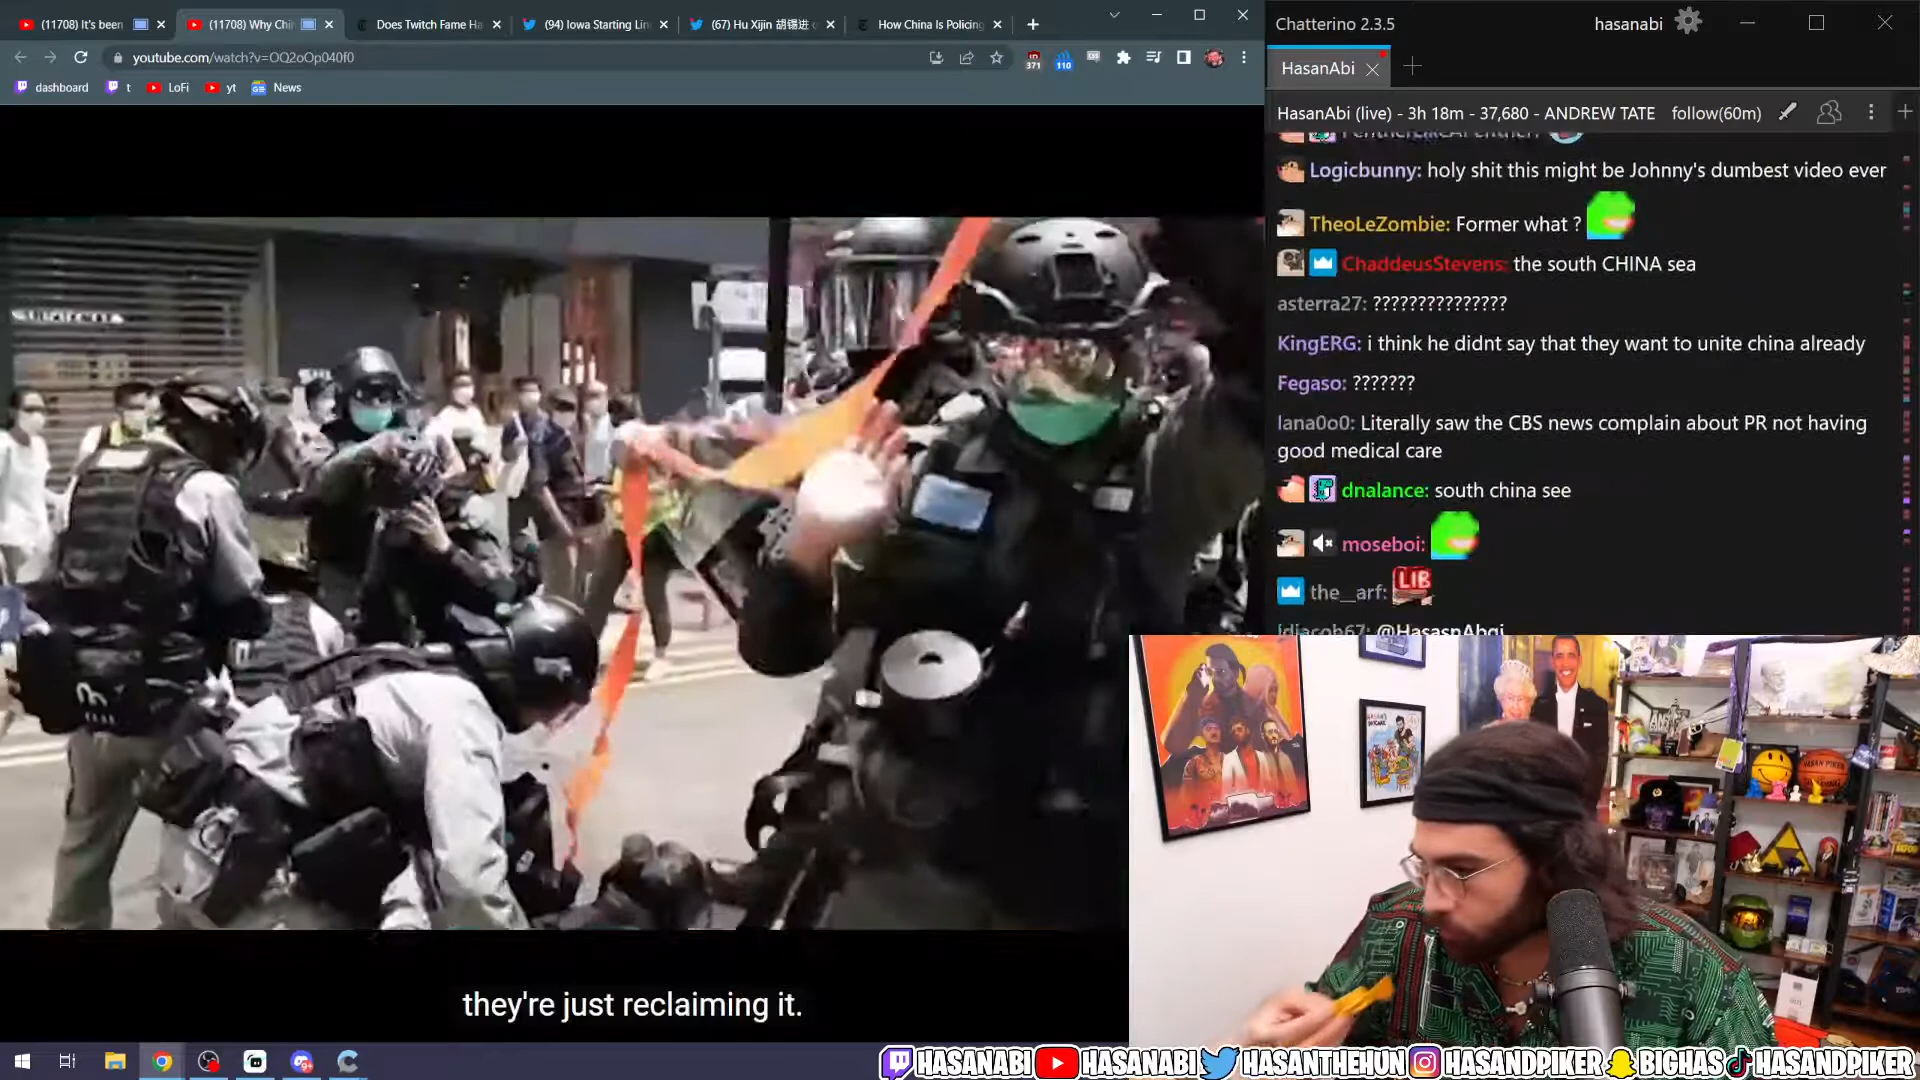 (11708) It's been
(11708) Why Chi
Does Twitch Fame Ha
(94) Iowa Starting Lin
(67) Hu Xijin 胡锡进
How China Is Policing
youtube.com/watch?v=OQ2oOp040f0
371
110
dashboard
t
LoFi
yt
News
they're just reclaiming it.
Chatterino 2.3.5
hasanabi
HasanAbi
HasanAbi (live) - 3h 18m - 37,680 - ANDREW TATE
follow(60m)
Logicbunny: holy shit this might be Johnny's dumbest video ever
TheoLeZombie: Former what ?
ChaddeusStevens: the south CHINA sea
asterra27: ???????????????
KingERG: i think he didnt say that they want to unite china already
Fegaso: ???????
lana0o0: Literally saw the CBS news complain about PR not having
good medical care
dnalance: south china see
moseboi:
the__arf: LIB
HASANABI HASANABI HASANTHEHUN HASANDPIKER BIGHAS HASANDPIKER